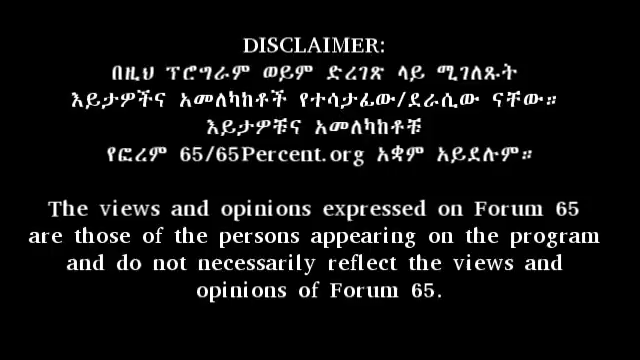 DISCLAIMER:
በዚህ ፕሮግራም ወይም ድረገጽ ላይ ሚገለጹት
እይታዎችና አመለካከቶች የተሳታፊው/ደራሲው ናቸው።
እይታዎቹና አመለካከቶቹ
የፎረም 65/65Percent.org አቋም አይደሉም።
The views and opinions expressed on Forum 65
are those of the persons appearing on the program
and do not necessarily reflect the views and
opinions of Forum 65.